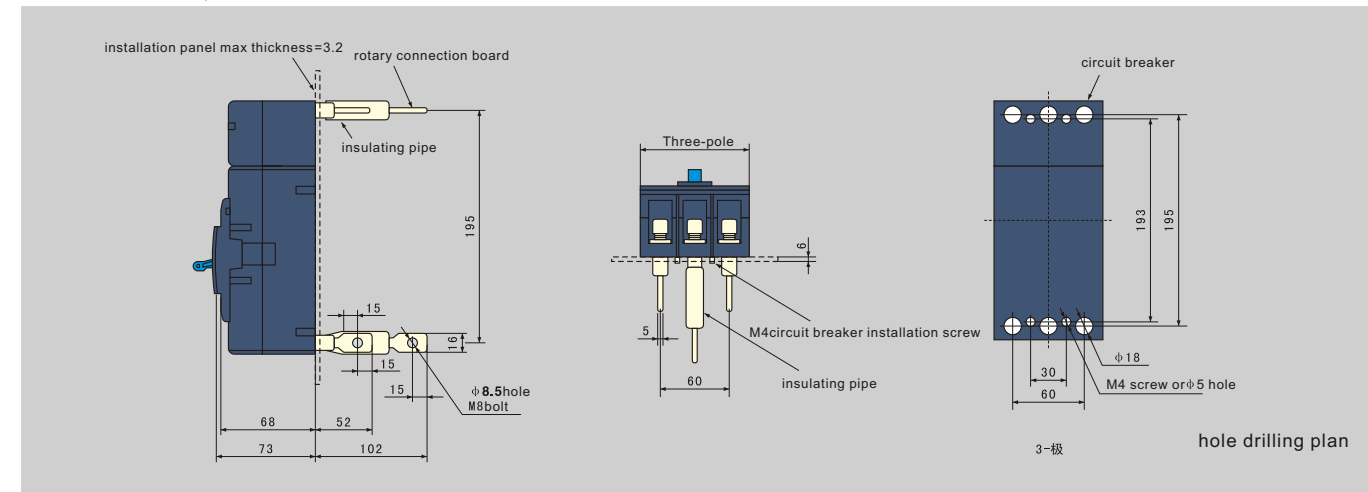 installation panel max thickness=3.2
rotary connection board
insulating pipe
195
15
16
15
15
φ8.5hole
M8bolt
68
52
73
102
Three-pole
6
M4circuit breaker installation screw
5
60
insulating pipe
circuit breaker
193
195
φ18
30
M4 screw orφ5 hole
60
3-极
hole drilling plan